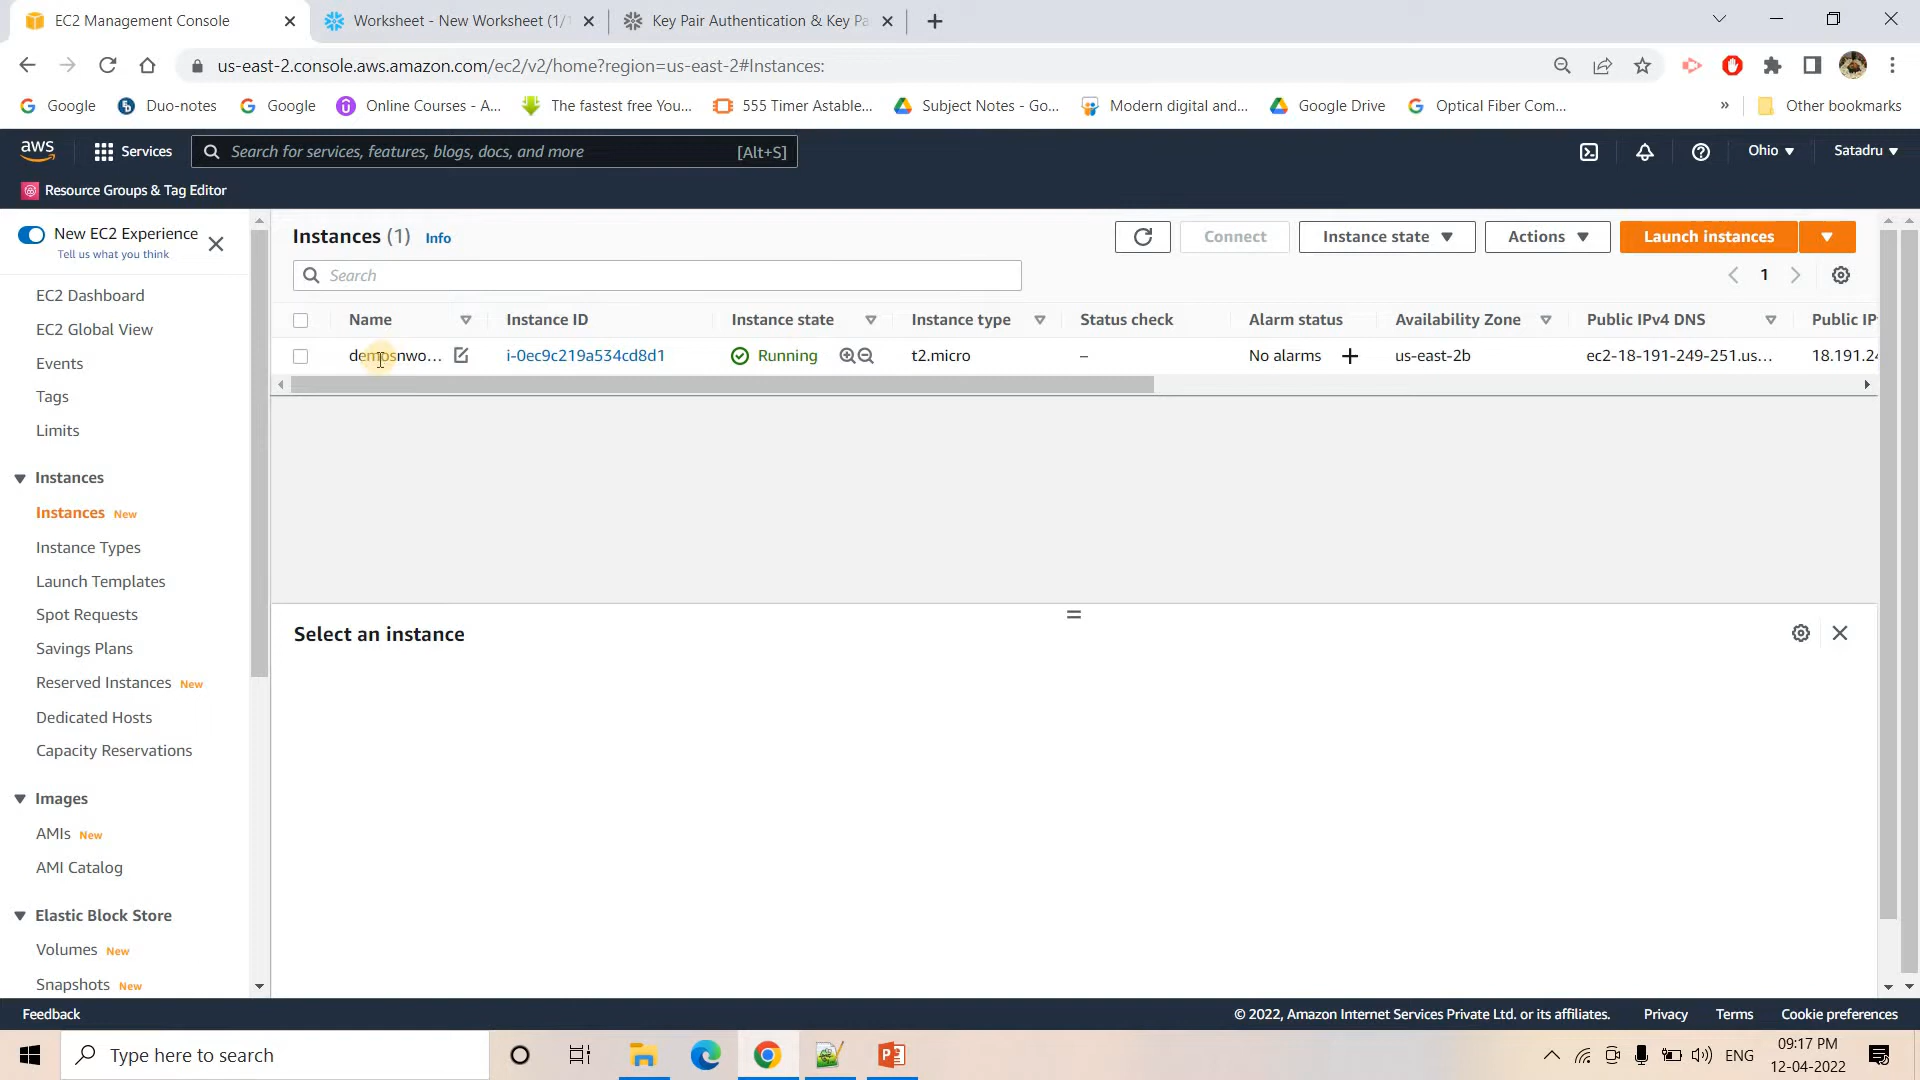 EC2 Management Console
Worksheet - New Worksheet (1/1
Key Pair Authentication & Key Pa
us-east-2.console.aws.amazon.com/ec2/v2/home?region=us-east-2#Instances:
Google
Duo-notes
Google
Online Courses - A...
The fastest free You...
555 Timer Astable...
Subject Notes - Go...
Modern digital and...
Google Drive
Optical Fiber Com...
»
Other bookmarks
aws
Services
Search for services, features, blogs, docs, and more
[Alt+S]
Ohio
Satadru
Resource Groups & Tag Editor
New EC2 Experience
Tell us what you think
EC2 Dashboard
EC2 Global View
Events
Tags
Limits
Instances
Instances New
Instance Types
Launch Templates
Spot Requests
Savings Plans
Reserved Instances New
Dedicated Hosts
Capacity Reservations
Images
AMIs New
AMI Catalog
Elastic Block Store
Volumes New
Snapshots New
Instances (1) Info
Connect
Instance state
Actions
Launch instances
Search
1
Name
Instance ID
Instance state
Instance type
Status check
Alarm status
Availability Zone
Public IPv4 DNS
Public IP
demosnwo...
i-0ec9c219a534cd8d1
Running
t2.micro
–
No alarms
us-east-2b
ec2-18-191-249-251.us...
18.191.24
Select an instance
Feedback
© 2022, Amazon Internet Services Private Ltd. or its affiliates.
Privacy
Terms
Cookie preferences
Type here to search
ENG
09:17 PM
12-04-2022